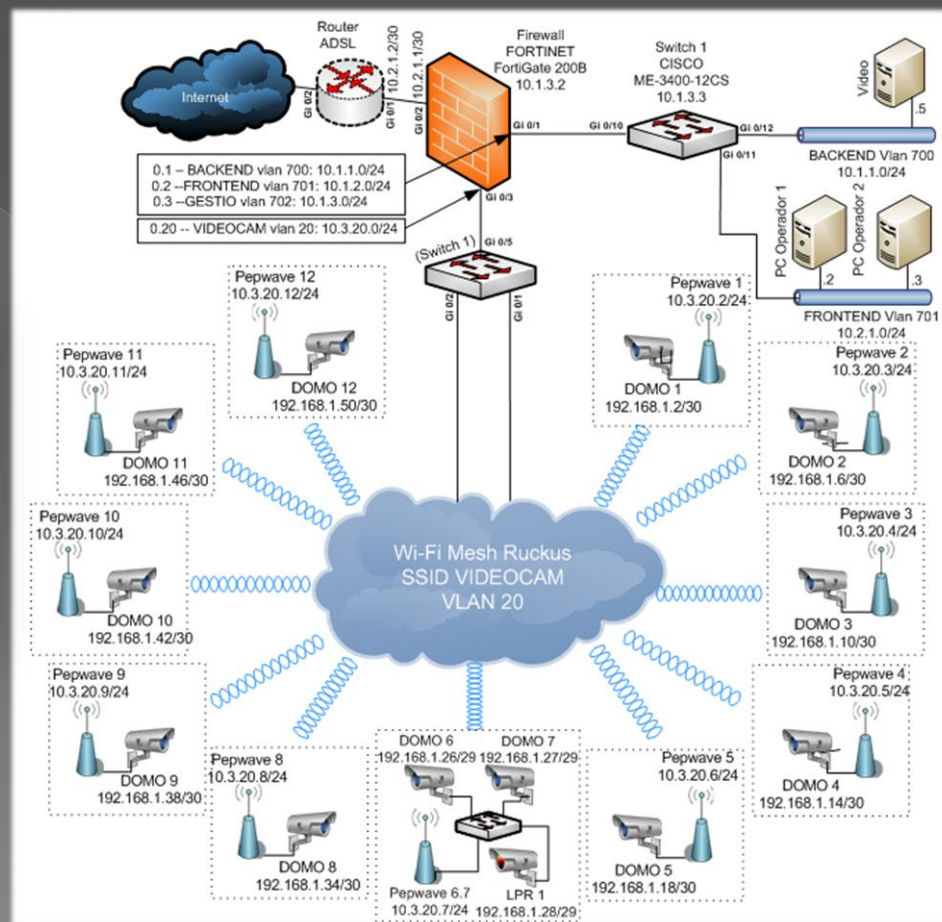 Router
ADSL
Internet
Gi 0/2
Gi 0/1
10.2.1.2/30
10.2.1.1/30
Gi 0/2
Firewall
FORTINET
FortiGate 200B
10.1.3.2
Gi 0/1
Gi 0/10
Switch 1
CISCO
ME-3400-12CS
10.1.3.3
Gi 0/12
Gi 0/11
Video
.5
BACKEND Vlan 700
10.1.1.0/24
0.1 -- BACKEND vlan 700: 10.1.1.0/24
0.2 --FRONTEND vlan 701: 10.1.2.0/24
0.3 --GESTIO vlan 702: 10.1.3.0/24
0.20 -- VIDEOCAM vlan 20: 10.3.20.0/24
Gi 0/3
Gi 0/5
(Switch 1)
Gi 0/2
Gi 0/1
PC Operador 1
.2
PC Operador 2
.3
FRONTEND Vlan 701
10.2.1.0/24
Pepwave 12
10.3.20.12/24
DOMO 12
192.168.1.50/30
Pepwave 1
10.3.20.2/24
DOMO 1
192.168.1.2/30
Pepwave 11
10.3.20.11/24
DOMO 11
192.168.1.46/30
Pepwave 2
10.3.20.3/24
DOMO 2
192.168.1.6/30
Pepwave 10
10.3.20.10/24
DOMO 10
192.168.1.42/30
Wi-Fi Mesh Ruckus
SSID VIDEOCAM
VLAN 20
Pepwave 3
10.3.20.4/24
DOMO 3
192.168.1.10/30
Pepwave 9
10.3.20.9/24
DOMO 9
192.168.1.38/30
Pepwave 4
10.3.20.5/24
DOMO 4
192.168.1.14/30
Pepwave 8
10.3.20.8/24
DOMO 8
192.168.1.34/30
DOMO 6
192.168.1.26/29
DOMO 7
192.168.1.27/29
Pepwave 6.7
10.3.20.7/24
LPR 1
192.168.1.28/29
Pepwave 5
10.3.20.6/24
DOMO 5
192.168.1.18/30